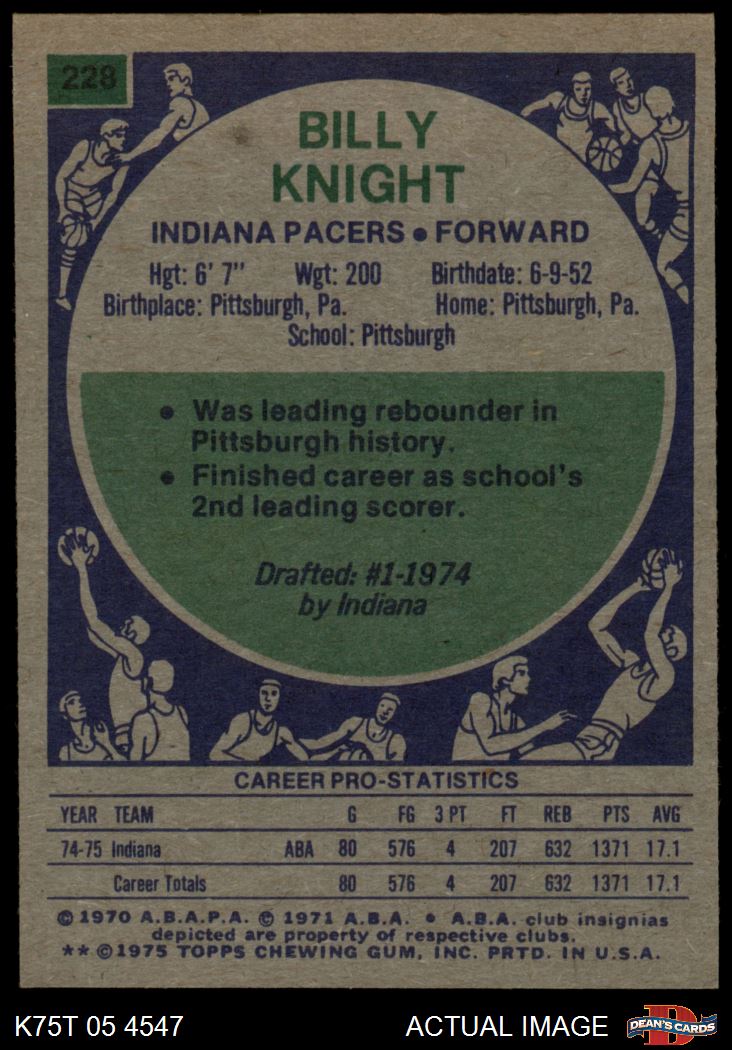 228
BILLY
KNIGHT
INDIANA PACERS • FORWARD
Hgt: 6' 7" Wgt: 200 Birthdate: 6-9-52
Birthplace: Pittsburgh, Pa. Home: Pittsburgh, Pa.
School: Pittsburgh
• Was leading rebounder in
Pittsburgh history.
• Finished career as school's
2nd leading scorer.
Drafted: #1-1974
by Indiana
CAREER PRO-STATISTICS
YEAR TEAM G FG 3 PT FT REB PTS AVG
74-75 Indiana ABA 80 576 4 207 632 1371 17.1
Career Totals 80 576 4 207 632 1371 17.1
© 1970 A.B.A.P.A. © 1971 A.B.A. • A.B.A. club insignias
depicted are property of respective clubs.
** © 1975 TOPPS CHEWING GUM, INC. PRTD. IN U.S.A.
K75T 05 4547 ACTUAL IMAGE D DEAN'S CARDS